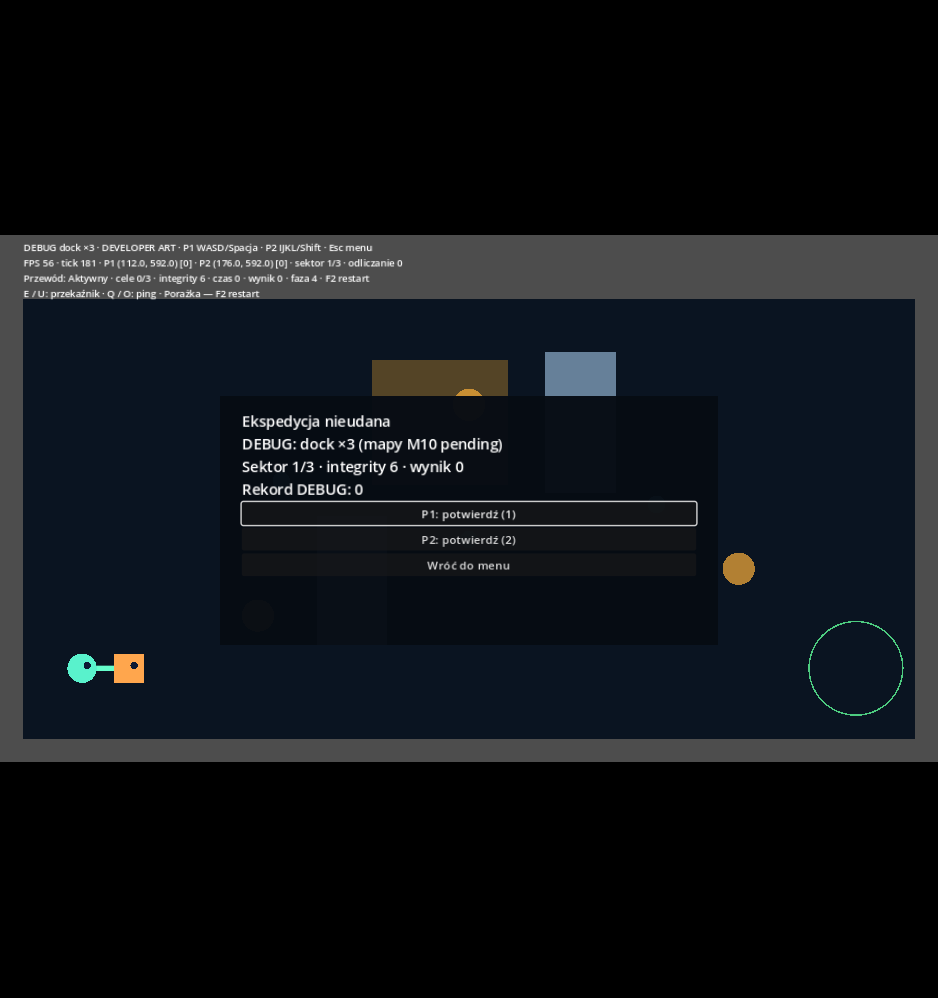 DEBUG dock ×3 · DEVELOPER ART · P1 WASD/Spacja · P2 IJKL/Shift · Esc menu
FPS 56 · tick 181 · P1 (112.0, 592.0) [0] · P2 (176.0, 592.0) [0] · sektor 1/3 · odliczanie 0
Przewód: Aktywny · cele 0/3 · integrity 6 · czas 0 · wynik 0 · faza 4 · F2 restart
E / U: przekaźnik · Q / O: ping · Porażka — F2 restart
Ekspedycja nieudana
DEBUG: dock ×3 (mapy M10 pending)
Sektor 1/3 · integrity 6 · wynik 0
Rekord DEBUG: 0
P1: potwierdź (1)
P2: potwierdź (2)
Wróć do menu